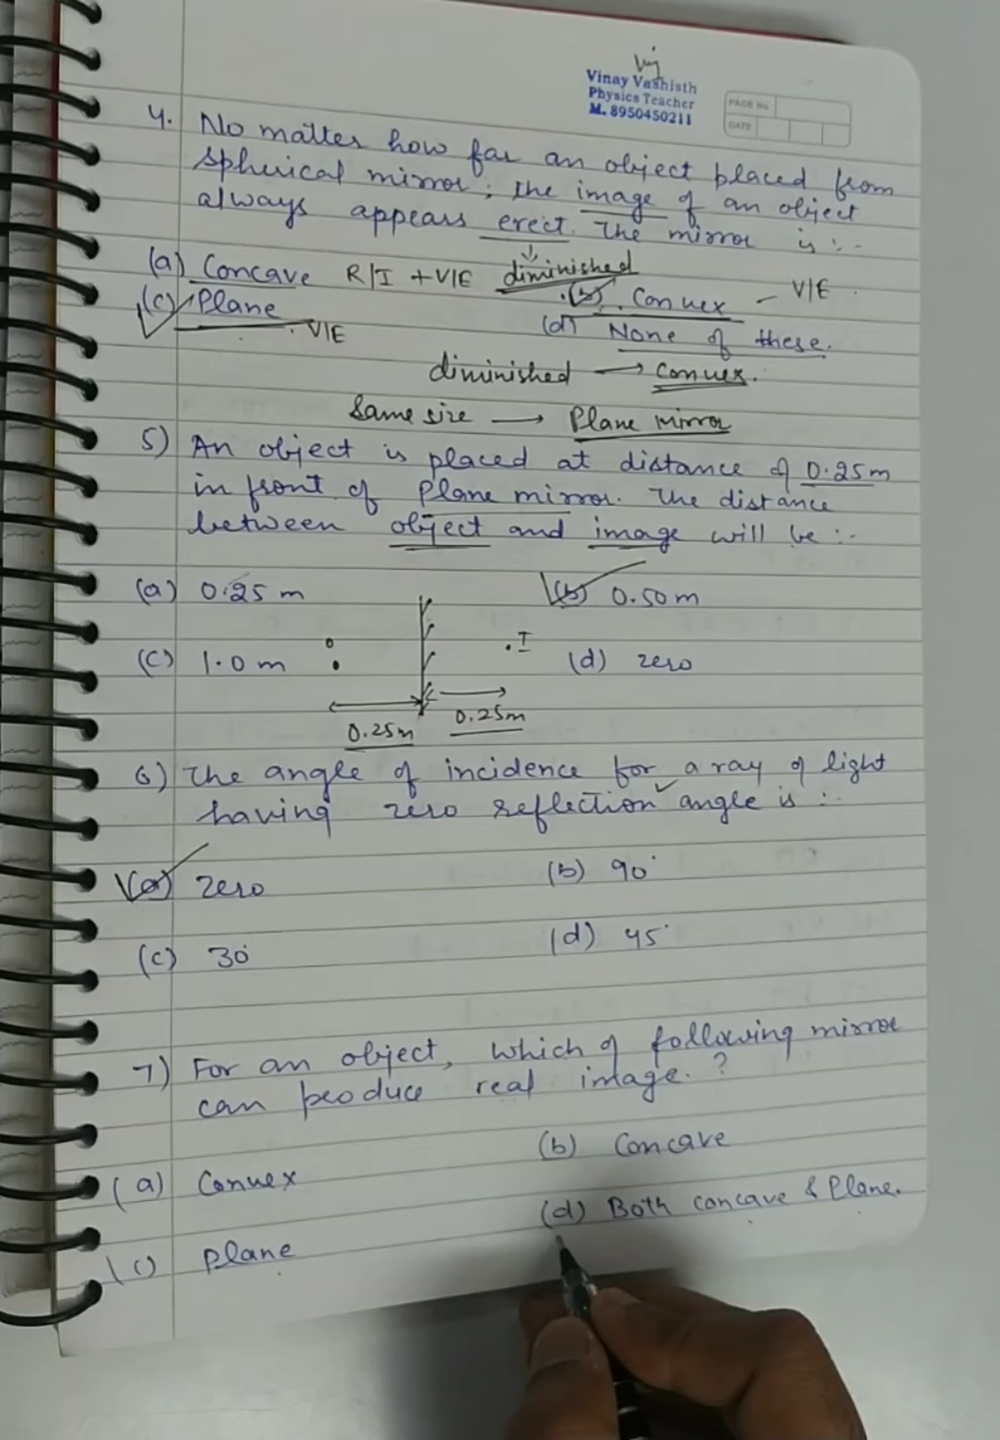 Vinay Vashisth
Physics Teacher
M. 8950450211
PAGE No
DATE
4. No matter how far an object placed from
spherical mirror; the image of an object
always appears erect. The mirror is :-
diminished
(a) Concave R/I + V/E
(b) Convex - V/E
(c) Plane V/E
(d) None of these.
diminished → convex.
Same size → Plane mirror
5) An object is placed at distance of 0.25m
in front of plane mirror. The distance
between object and image will be :-
(a) 0.25 m
(b) 0.50m
(c) 1.0 m
(d) zero
O
I
0.25m
0.25m
6) The angle of incidence for a ray of light
having zero reflection angle is :-
(a) zero
(b) 90°
(c) 30°
(d) 45°
7) For an object, which of following mirror
can produce real image. ?
(a) Convex
(b) Concave
(c) Plane
(d) Both concave & Plane.